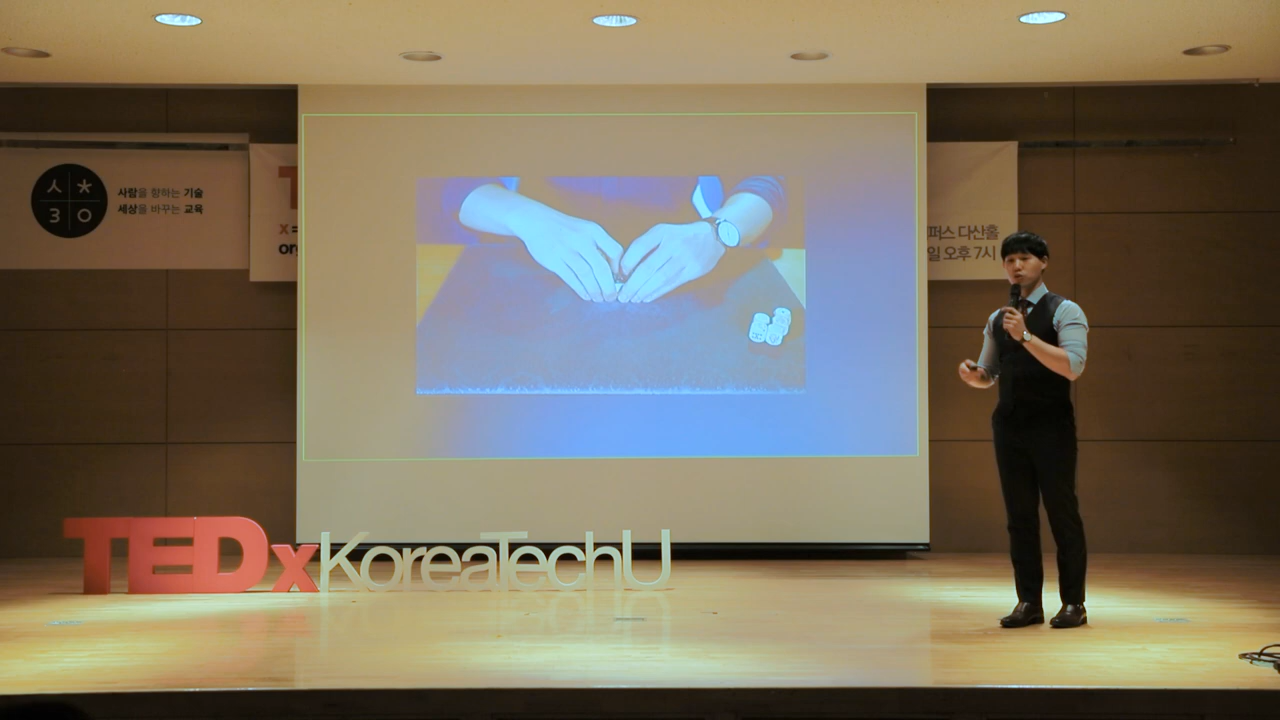 ㅅ ㅊ
3 ㅇ
사람을 향하는 기술
세상을 바꾸는 교육
T
x =
퍼스 다산홀
일 오후 7시
TEDxKoreaTechU